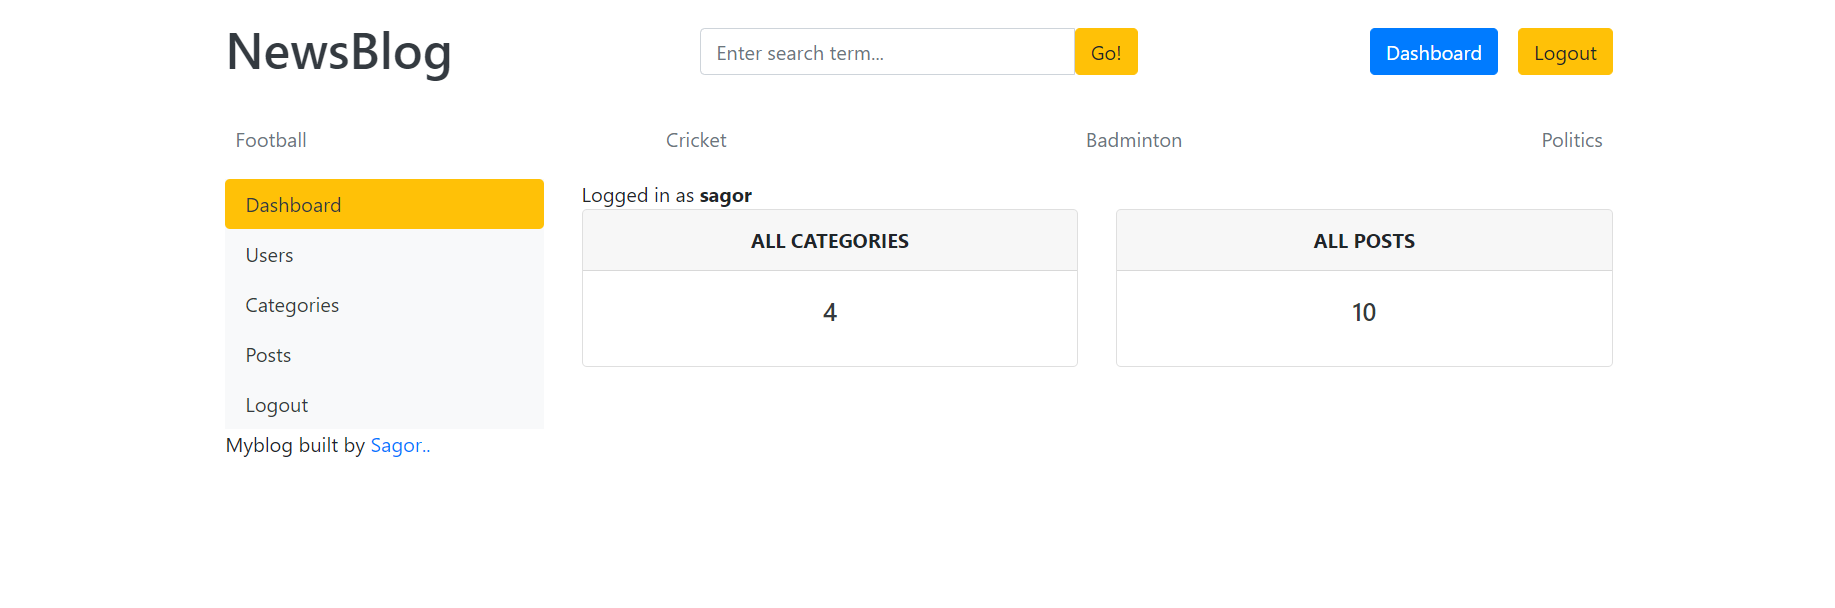 NewsBlog
Enter search term... Go!
Dashboard Logout
Football Cricket Badminton Politics
Dashboard
Users
Categories
Posts
Logout
Logged in as sagor
ALL CATEGORIES
4
ALL POSTS
10
Myblog built by Sagor..